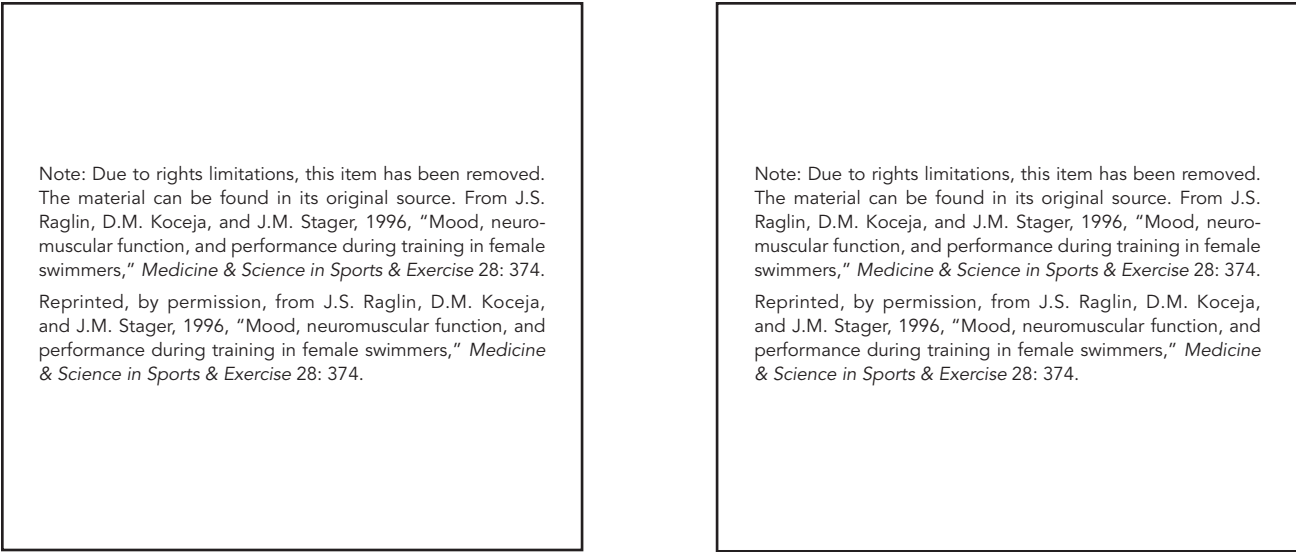 Note: Due to rights limitations, this item has been removed.
The material can be found in its original source. From J.S.
Raglin, D.M. Koceja, and J.M. Stager, 1996, “Mood, neuro-
muscular function, and performance during training in female
swimmers,” Medicine & Science in Sports & Exercise 28: 374.
Reprinted, by permission, from J.S. Raglin, D.M. Koceja,
and J.M. Stager, 1996, “Mood, neuromuscular function, and
performance during training in female swimmers,” Medicine
& Science in Sports & Exercise 28: 374.
Note: Due to rights limitations, this item has been removed.
The material can be found in its original source. From J.S.
Raglin, D.M. Koceja, and J.M. Stager, 1996, “Mood, neuro-
muscular function, and performance during training in female
swimmers,” Medicine & Science in Sports & Exercise 28: 374.
Reprinted, by permission, from J.S. Raglin, D.M. Koceja,
and J.M. Stager, 1996, “Mood, neuromuscular function, and
performance during training in female swimmers,” Medicine
& Science in Sports & Exercise 28: 374.